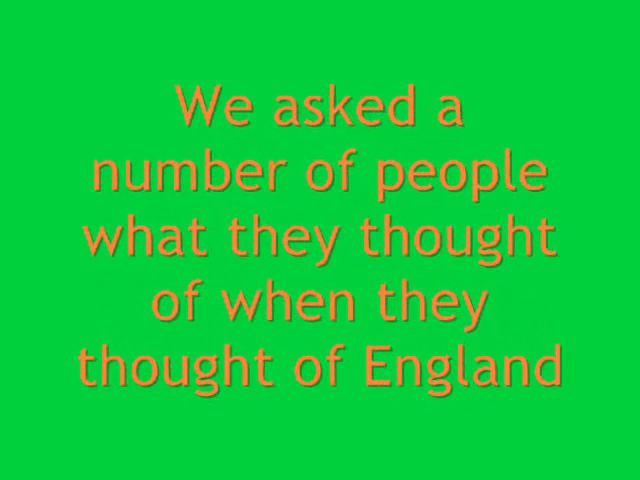 We asked a
number of people
what they thought
of when they
thought of England